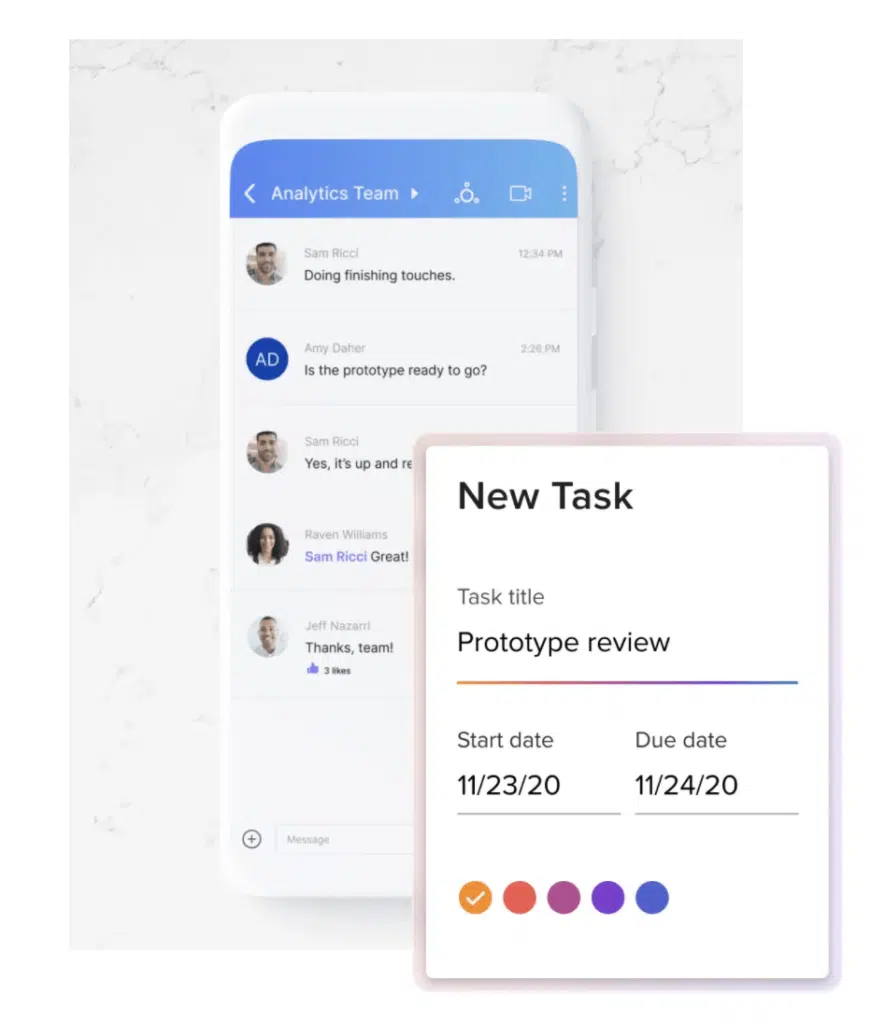 Analytics Team
Sam Ricci 12:34 PM
Doing finishing touches.
AD
Amy Daher 2:26 PM
Is the prototype ready to go?
Sam Ricci
Yes, it's up and
Raven Williams
Sam Ricci Great!
Jeff Nazarri
Thanks, team!
3 likes
Message
New Task
Task title
Prototype review
Start date Due date
11/23/20 11/24/20